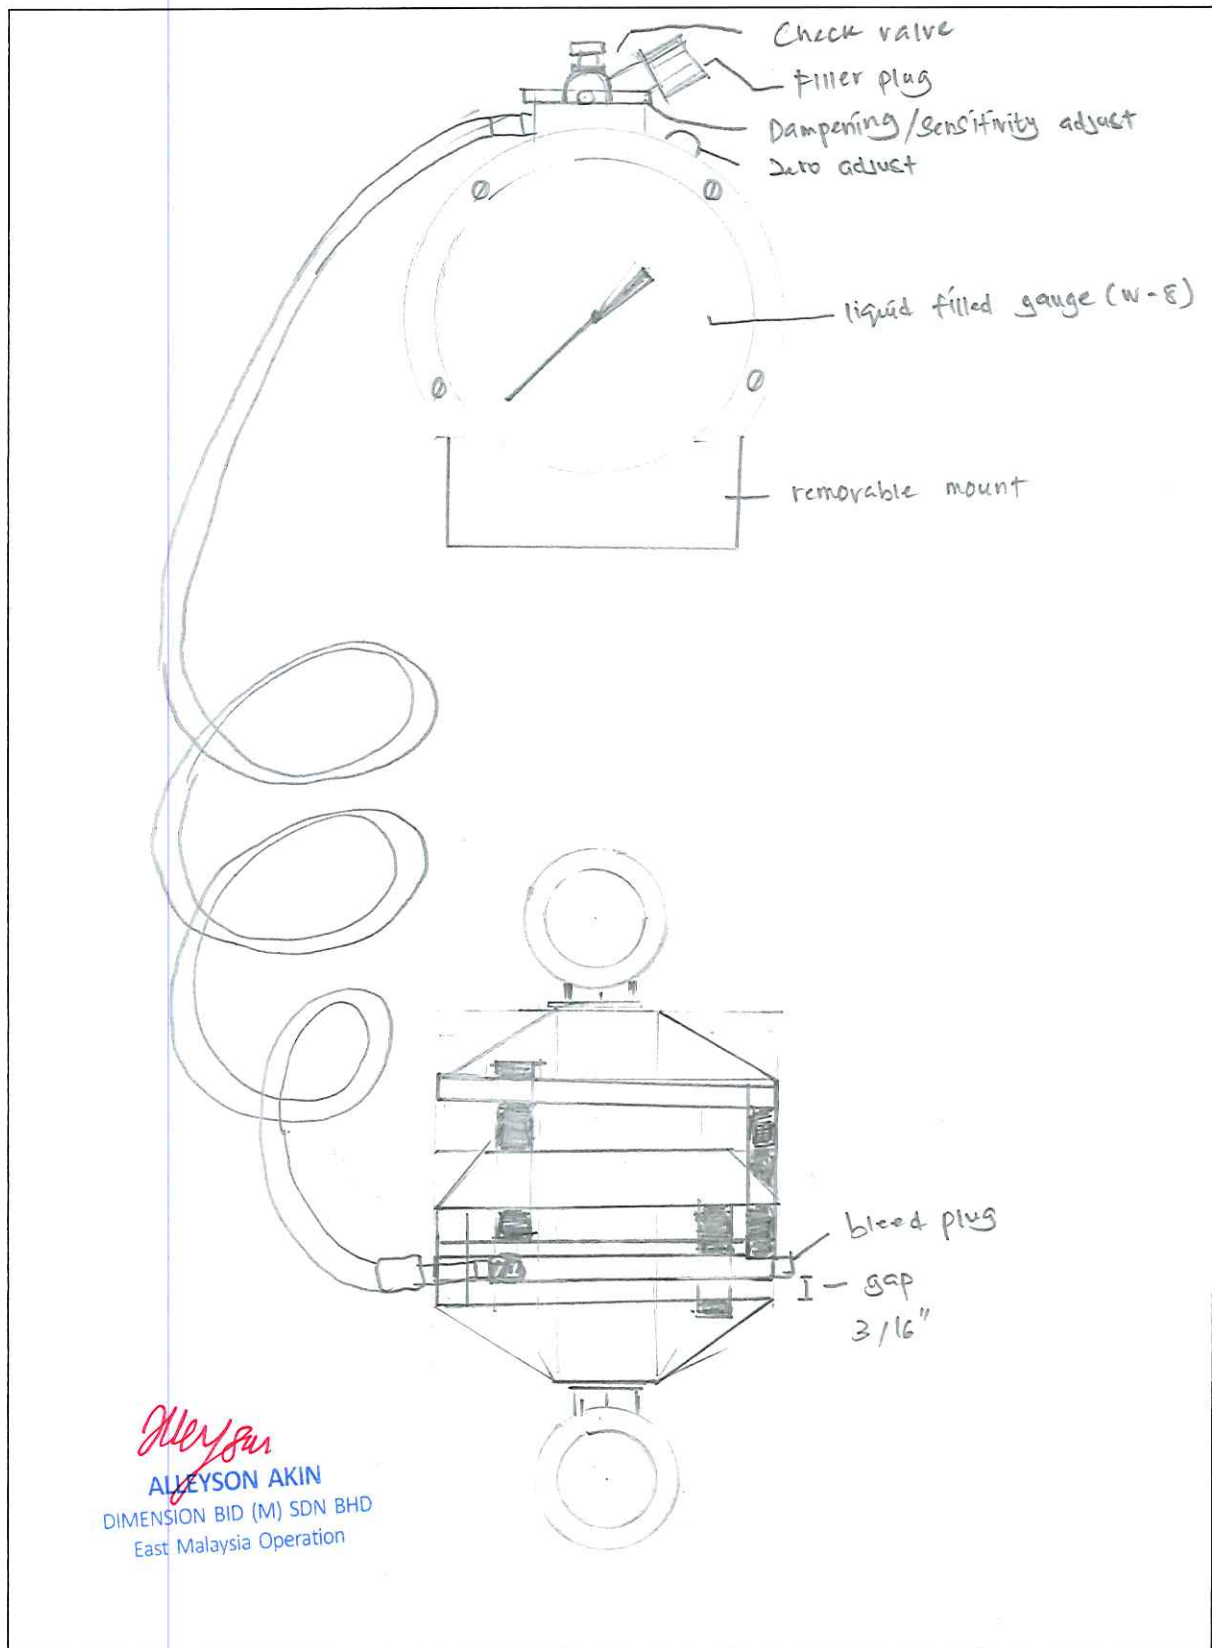 Check valve
Filler plug
Dampening/Sensitivity adjust
Zero adjust
liquid filled gauge (W-8)
removable mount
bleed plug
I - gap
3/16"
Alleyson
ALLEYSON AKIN
DIMENSION BID (M) SDN BHD
East Malaysia Operation